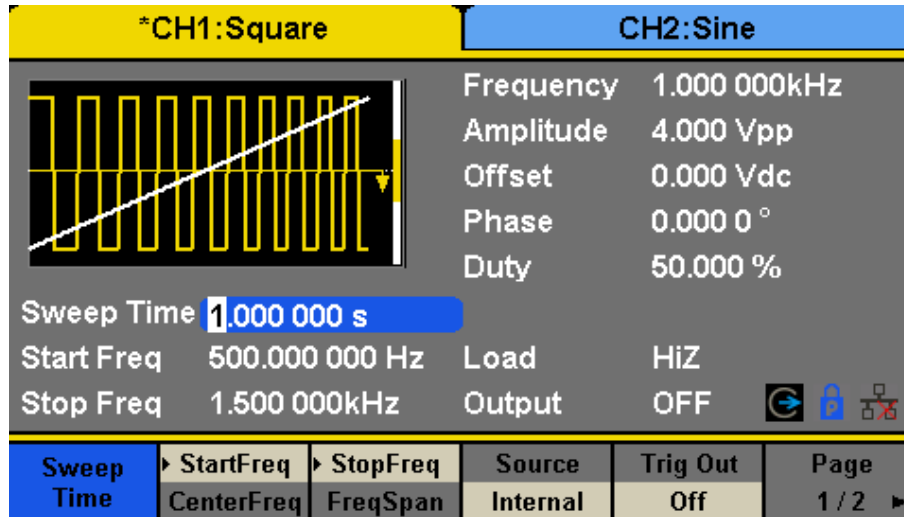 *CH1:Square CH2:Sine
Frequency 1.000 000kHz
Amplitude 4.000 Vpp
Offset 0.000 Vdc
Phase 0.000 0 °
Duty 50.000 %
Sweep Time 1.000 000 s
Start Freq 500.000 000 Hz Load HiZ
Stop Freq 1.500 000kHz Output OFF P
Sweep StartFreq StopFreq Source Trig Out Page
Time CenterFreq FreqSpan Internal Off 1/2